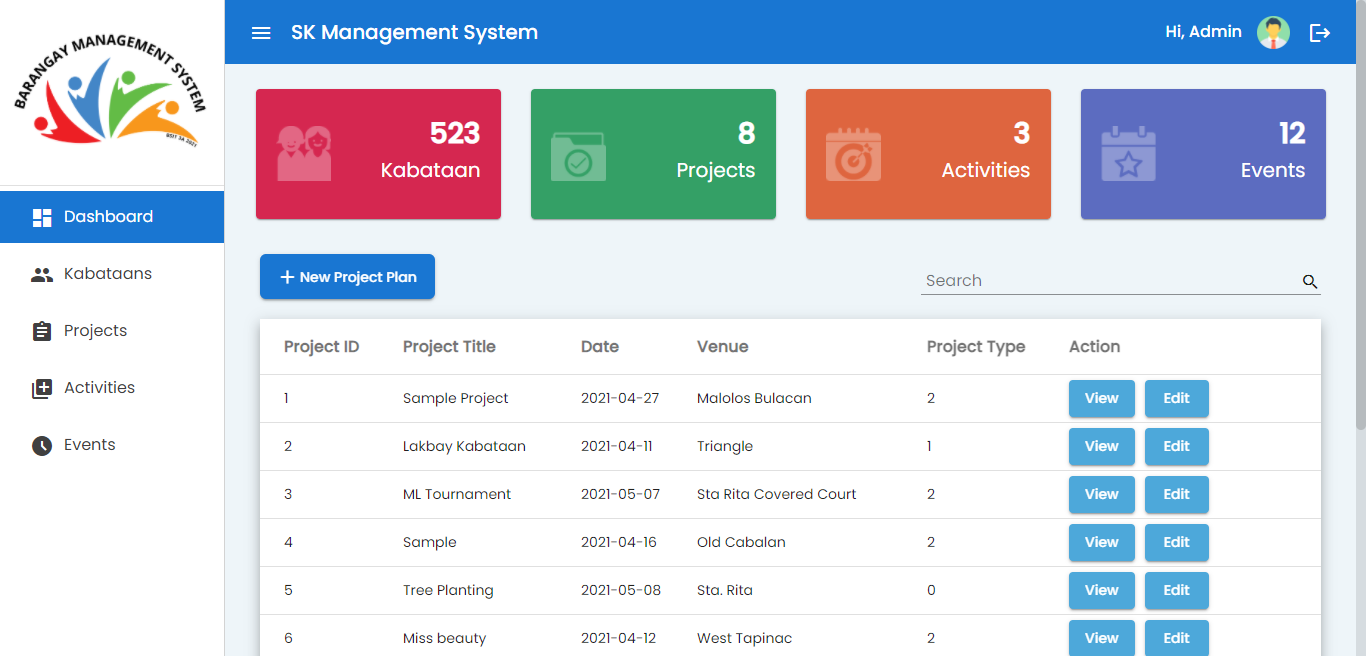 BARANGAY MANAGEMENT SYSTEM
BSIT 3A 2021
SK Management System
Hi, Admin
Dashboard
Kabataans
Projects
Activities
Events
523
Kabataan
8
Projects
3
Activities
12
Events
+ New Project Plan
Search
Project ID Project Title Date Venue Project Type Action
1 Sample Project 2021-04-27 Malolos Bulacan 2 View Edit
2 Lakbay Kabataan 2021-04-11 Triangle 1 View Edit
3 ML Tournament 2021-05-07 Sta Rita Covered Court 2 View Edit
4 Sample 2021-04-16 Old Cabalan 2 View Edit
5 Tree Planting 2021-05-08 Sta. Rita 0 View Edit
6 Miss beauty 2021-04-12 West Tapinac 2 View Edit